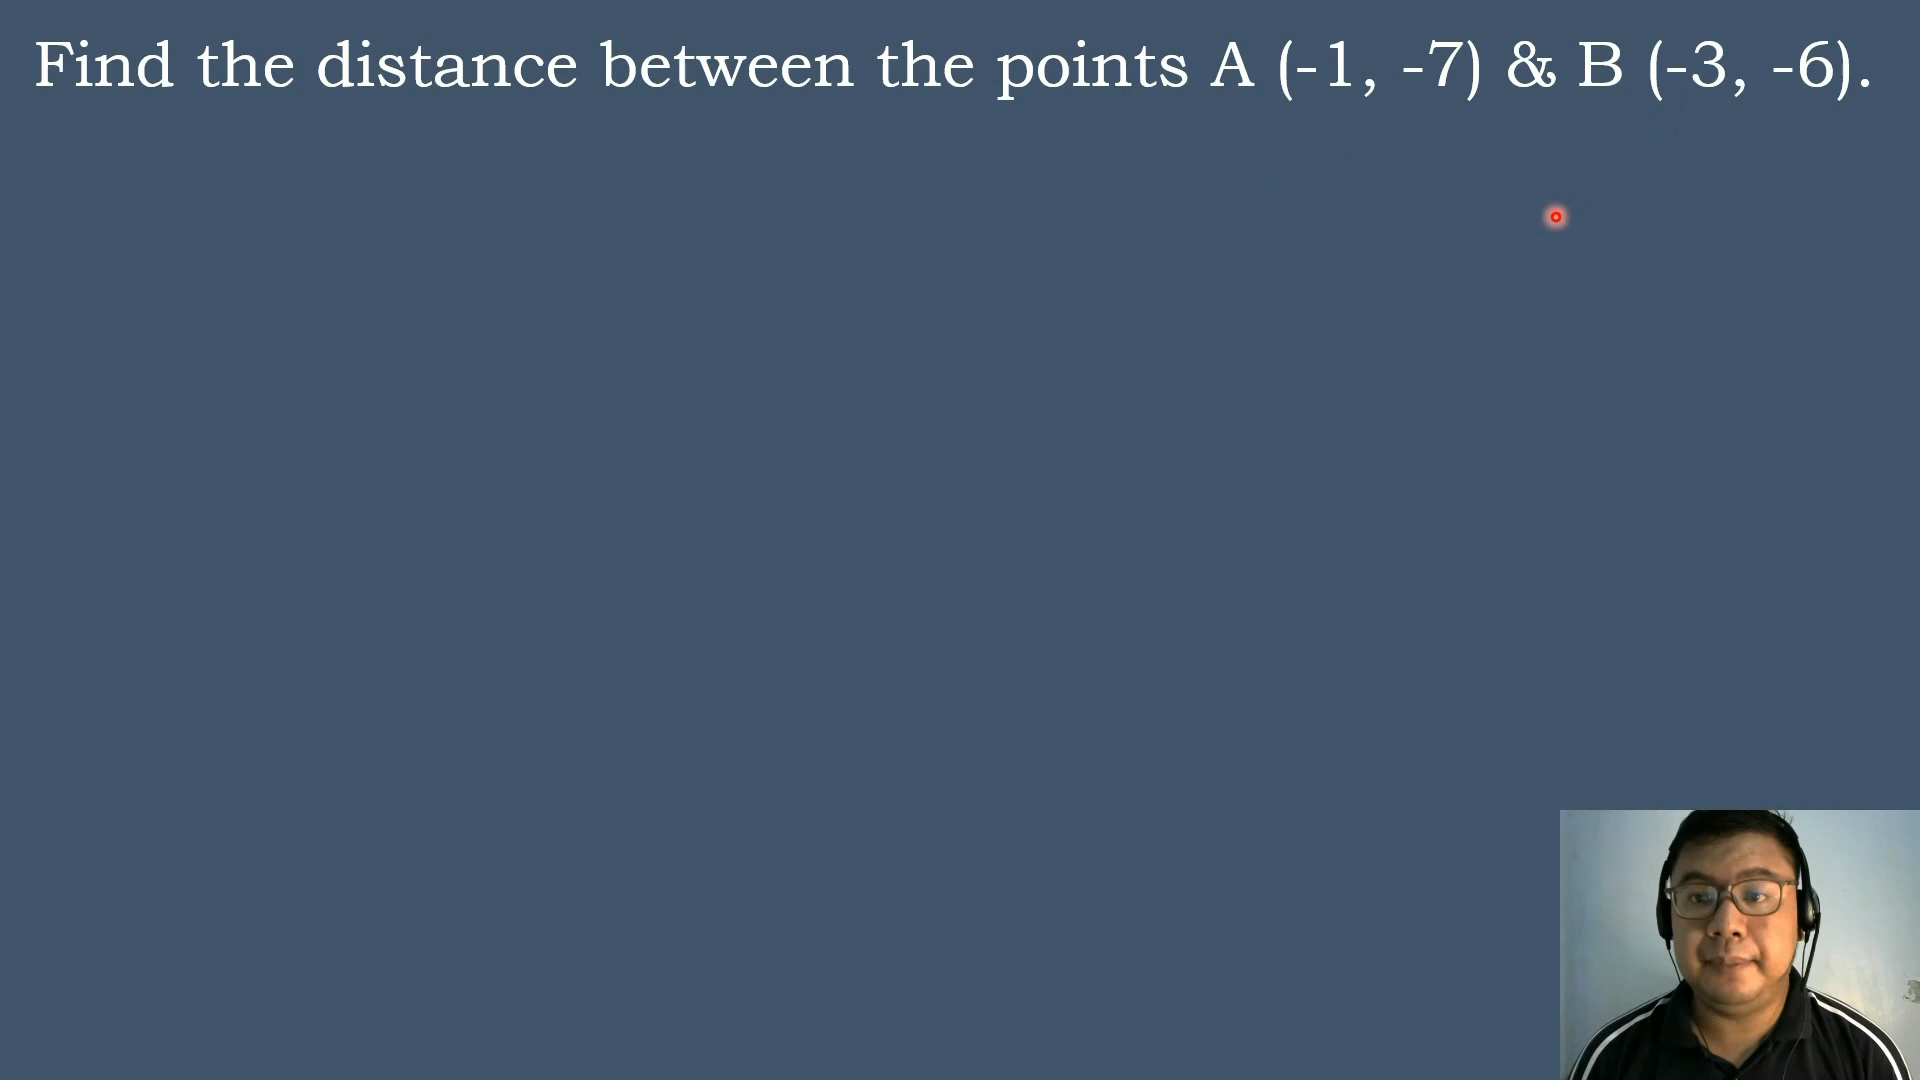 Find the distance between the points A (-1, -7) & B (-3, -6).